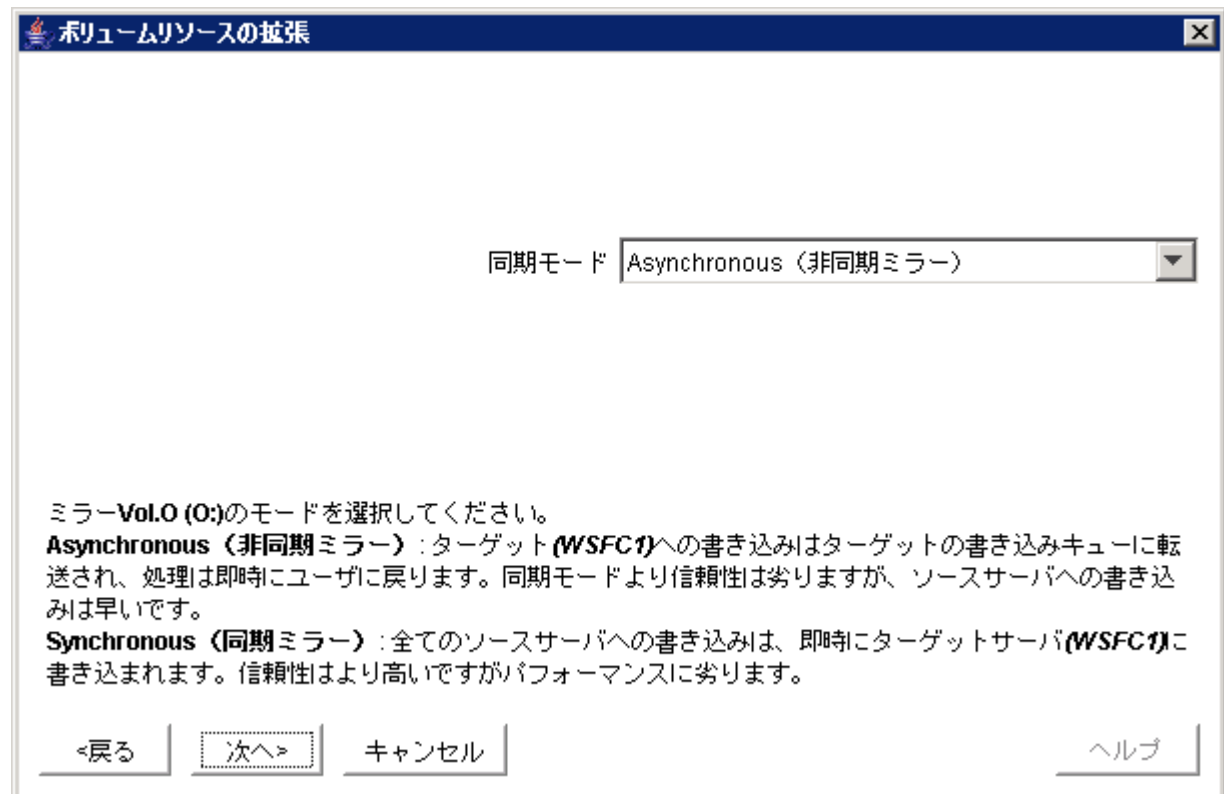 ボリュームリソースの拡張
同期モード Asynchronous（非同期ミラー）
ミラーVol.O (O:)のモードを選択してください。
Asynchronous（非同期ミラー）:ターゲット(WSFC1)への書き込みはターゲットの書き込みキューに転
送され、処理は即時にユーザに戻ります。同期モードより信頼性は劣りますが、ソースサーバへの書き込
みは早いです。
Synchronous（同期ミラー）:全てのソースサーバへの書き込みは、即時にターゲットサーバ(WSFC1)に
書き込まれます。信頼性はより高いですがパフォーマンスに劣ります。
<戻る 次へ> キャンセル ヘルプ